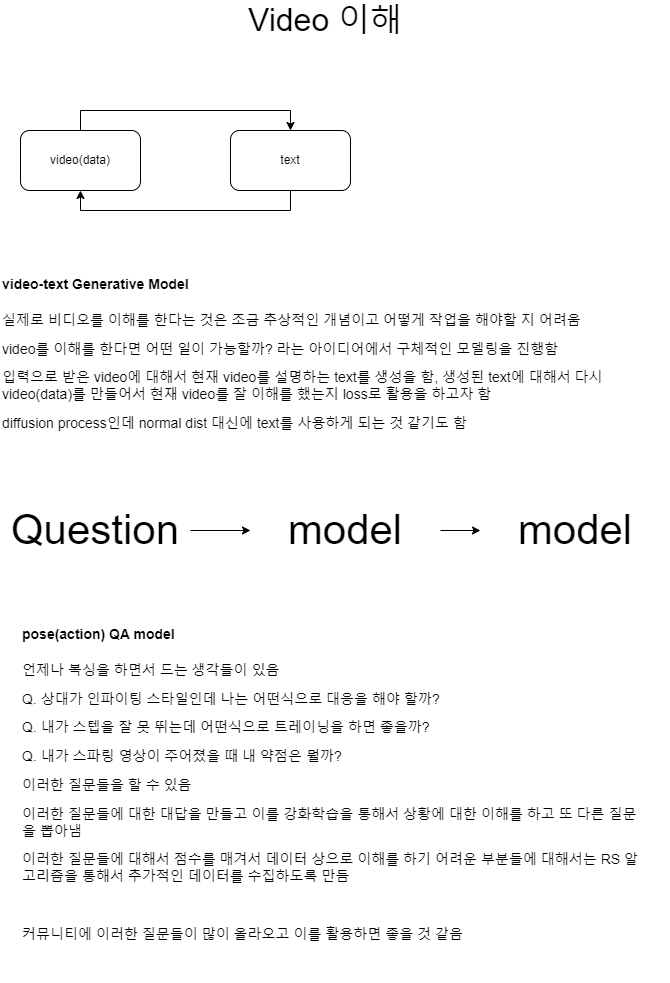 Video 이해
video(data)
text
video-text Generative Model
실제로 비디오를 이해를 한다는 것은 조금 추상적인 개념이고 어떻게 작업을 해야할 지 어려움
video를 이해를 한다면 어떤 일이 가능할까? 라는 아이디어에서 구체적인 모델링을 진행함
입력으로 받은 video에 대해서 현재 video를 설명하는 text를 생성을 함, 생성된 text에 대해서 다시
video(data)를 만들어서 현재 video를 잘 이해를 했는지 loss로 활용을 하고자 함
diffusion process인데 normal dist 대신에 text를 사용하게 되는 것 같기도 함
Question
model
model
pose(action) QA model
언제나 복싱을 하면서 드는 생각들이 있음
Q. 상대가 인파이팅 스타일인데 나는 어떤식으로 대응을 해야 할까?
Q. 내가 스텝을 잘 못 뛰는데 어떤식으로 트레이닝을 하면 좋을까?
Q. 내가 스파링 영상이 주어졌을 때 내 약점은 뭘까?
이러한 질문들을 할 수 있음
이러한 질문들에 대한 대답을 만들고 이를 강화학습을 통해서 상황에 대한 이해를 하고 또 다른 질문
을 뽑아냄
이러한 질문들에 대해서 점수를 매겨서 데이터 상으로 이해를 하기 어려운 부분들에 대해서는 RS 알
고리즘을 통해서 추가적인 데이터를 수집하도록 만듬
커뮤니티에 이러한 질문들이 많이 올라오고 이를 활용하면 좋을 것 같음